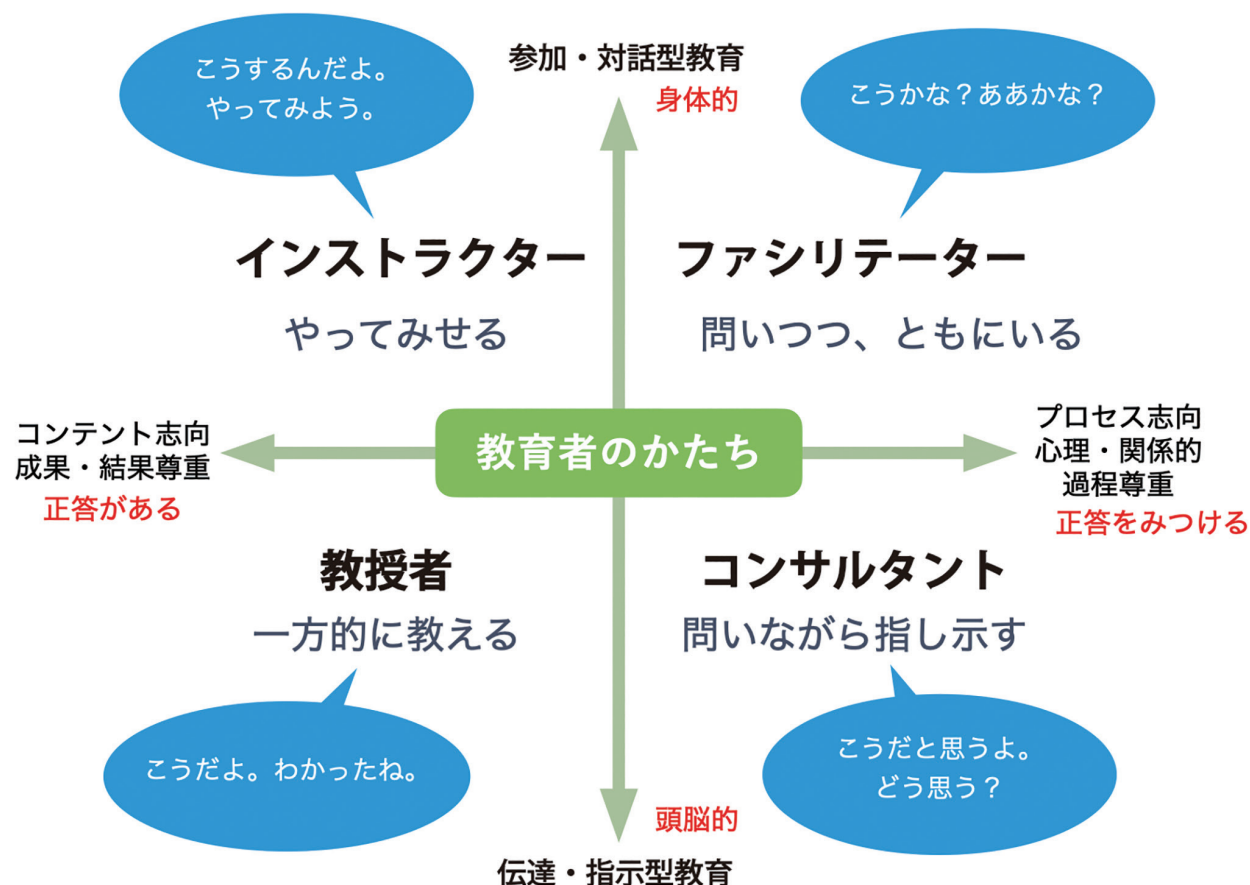 こうするんだよ。
やってみよう。
参加・対話型教育
身体的
こうかな？ああかな？
インストラクター
やってみせる
ファシリテーター
問いつつ、ともにいる
コンテント志向
成果・結果尊重
正答がある
教育者のかたち
プロセス志向
心理・関係的
過程尊重
正答をみつける
教授者
一方的に教える
コンサルタント
問いながら指し示す
こうだよ。わかったね。
こうだと思うよ。
どう思う？
頭脳的
伝達・指示型教育